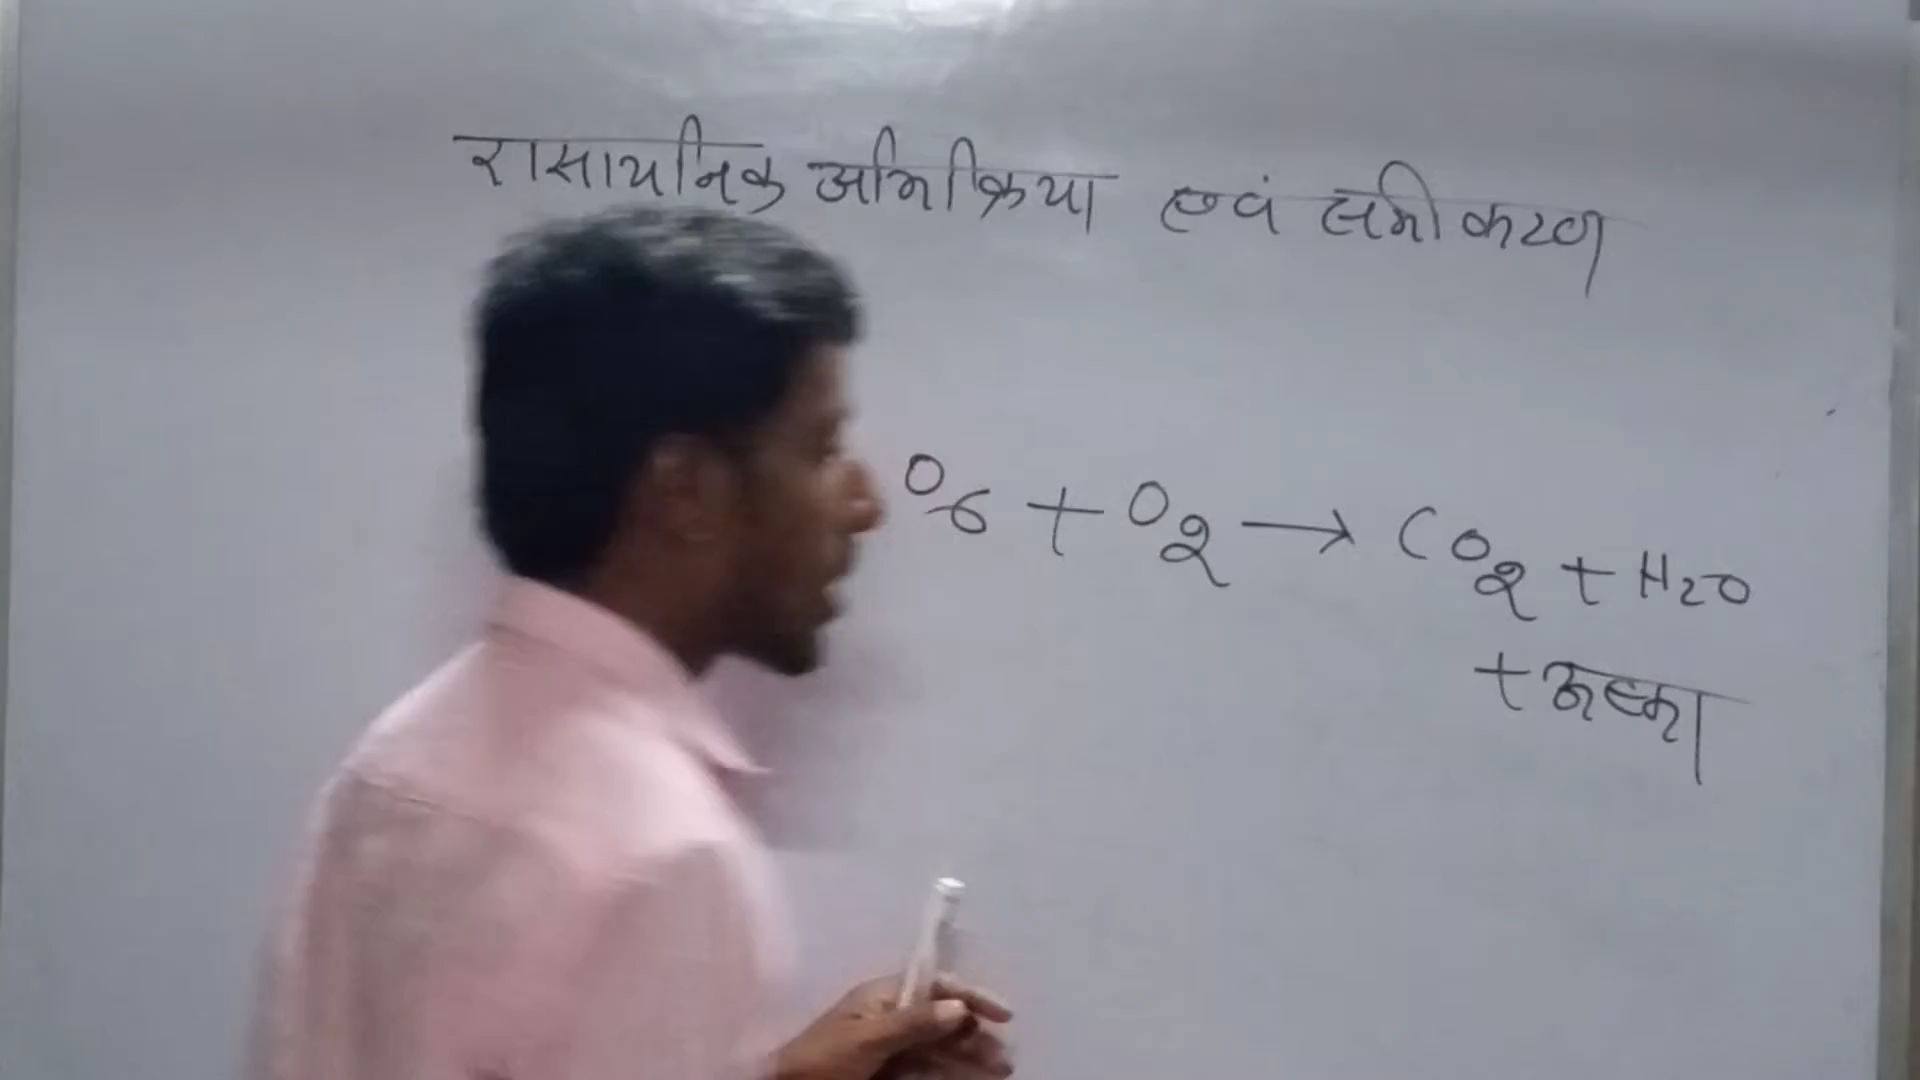 रासायनिक अभिक्रिया एवं समीकरण
O6 + O2 → CO2 + H2O
+ ऊष्मा